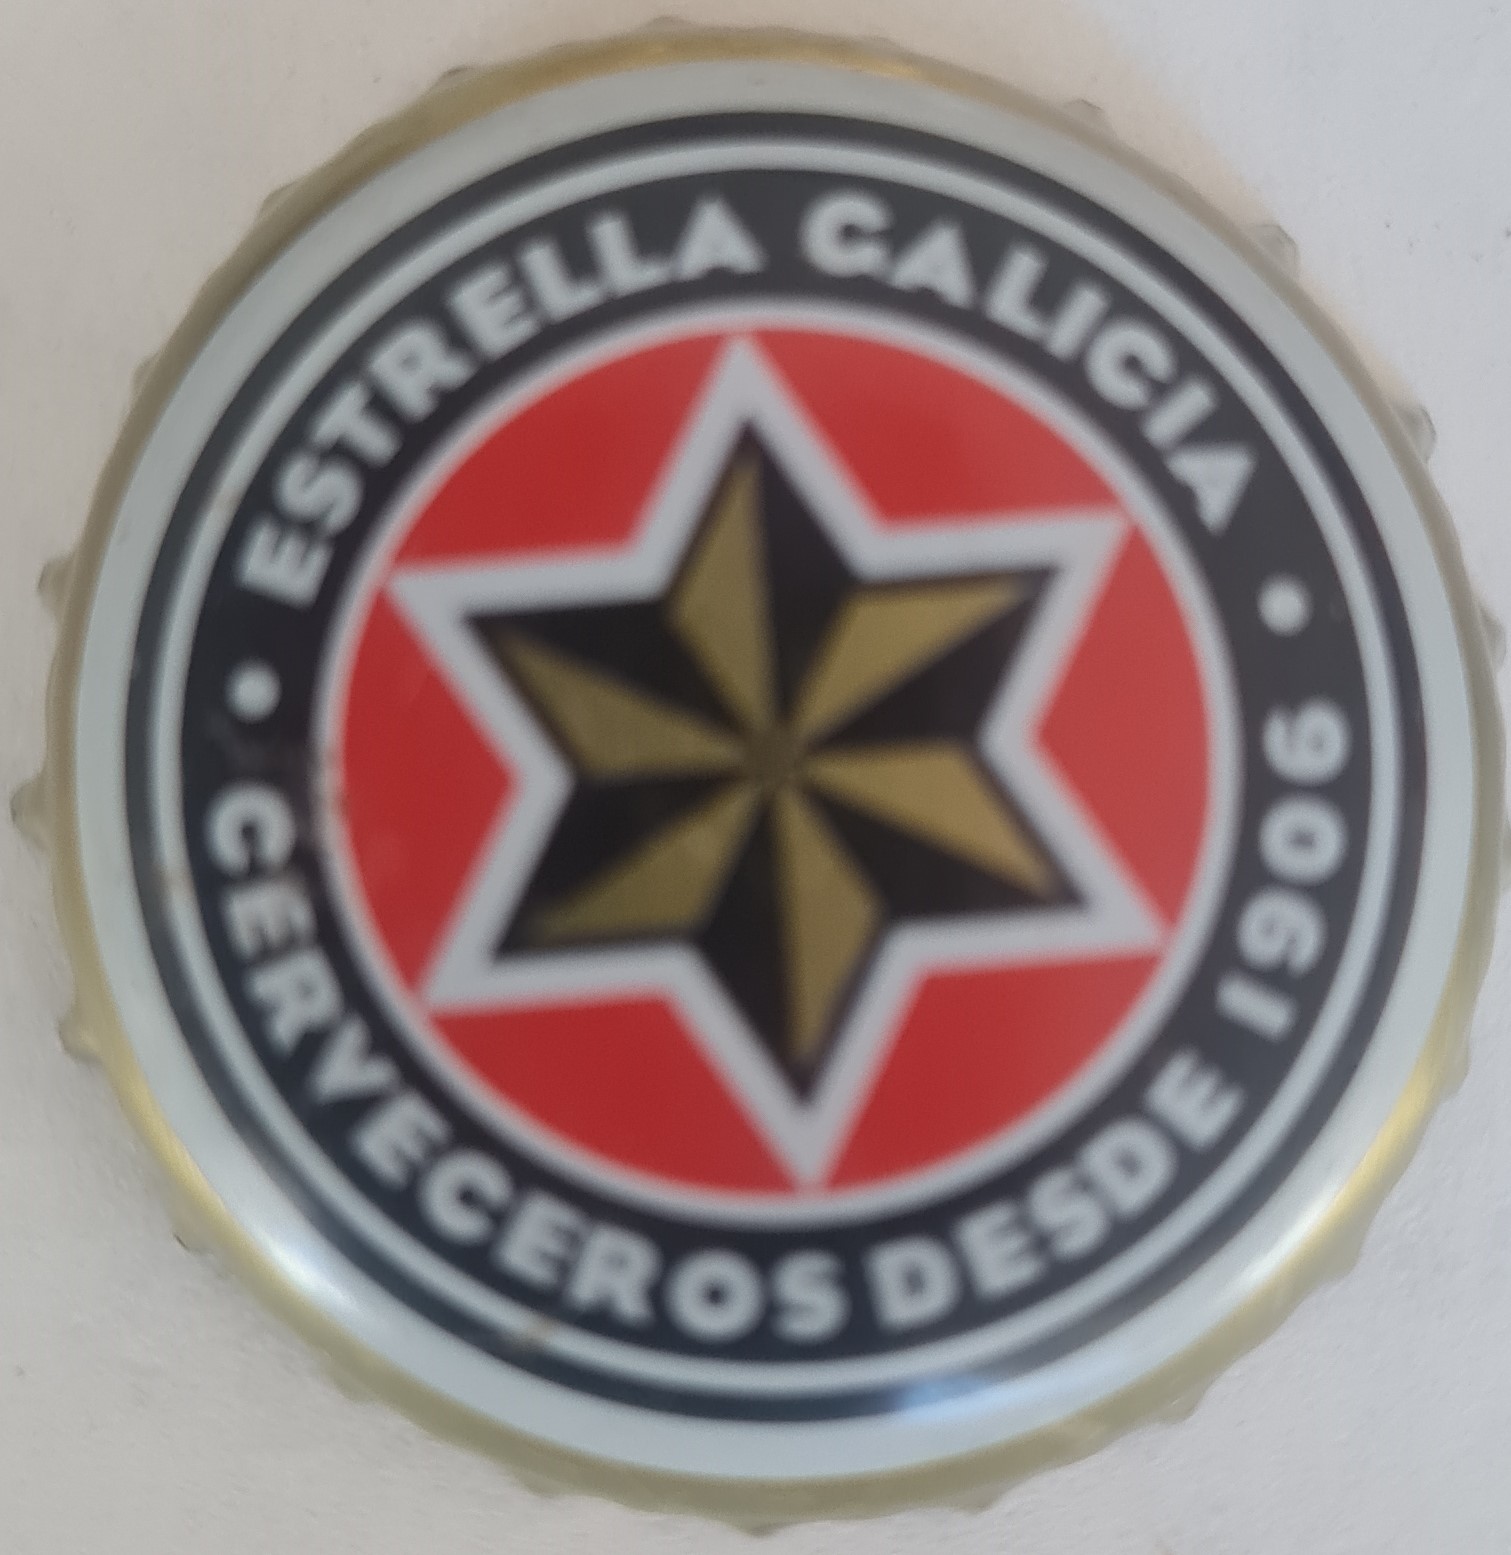 ESTRELLA GALICIA
• CERVECEROS DESDE 1906 •